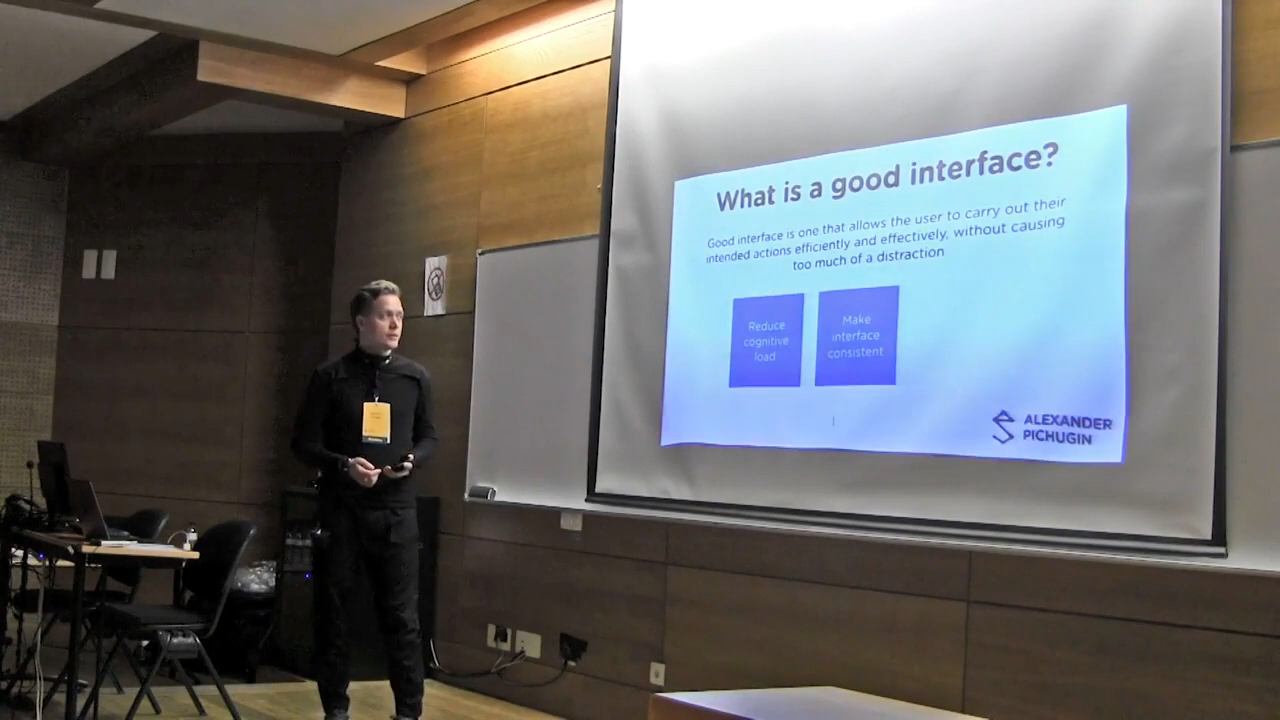 What is a good interface?
Good interface is one that allows the user to carry out their
intended actions efficiently and effectively, without causing
too much of a distraction
Reduce
cognitive
load
Make
interface
consistent
ALEXANDER
PICHUGIN